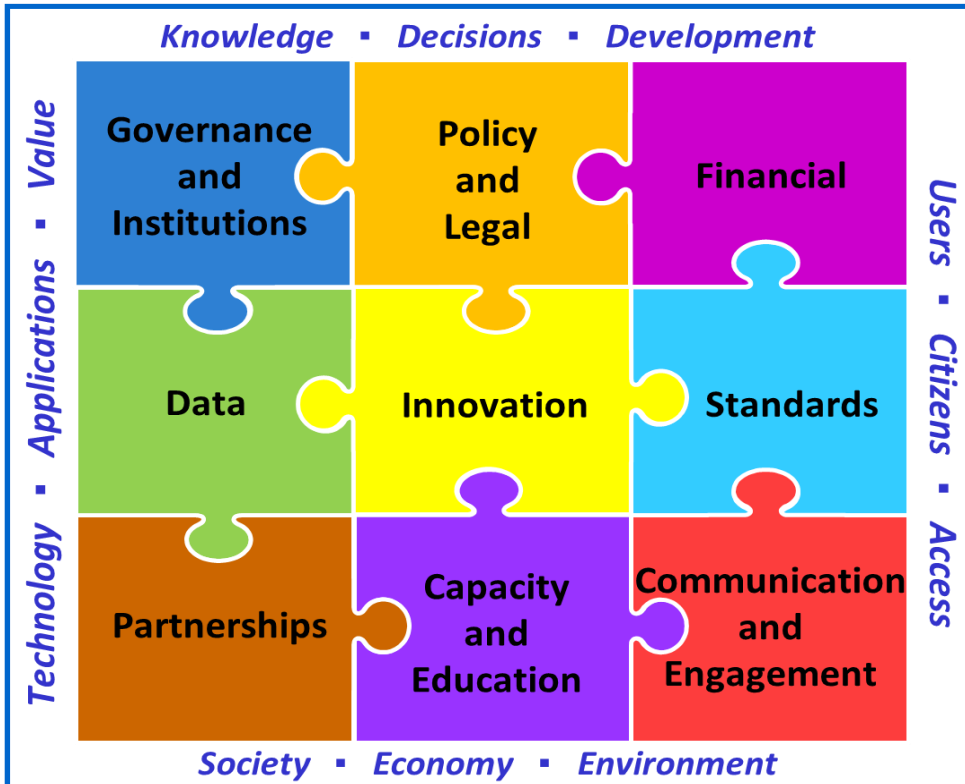 Knowledge ▪ Decisions ▪ Development
Technology ▪ Applications ▪ Value
Governance
and
Institutions
Policy
and
Legal
Financial
Data
Innovation
Standards
Partnerships
Capacity
and
Education
Communication
and
Engagement
Users ▪ Citizens ▪ Access
Society ▪ Economy ▪ Environment